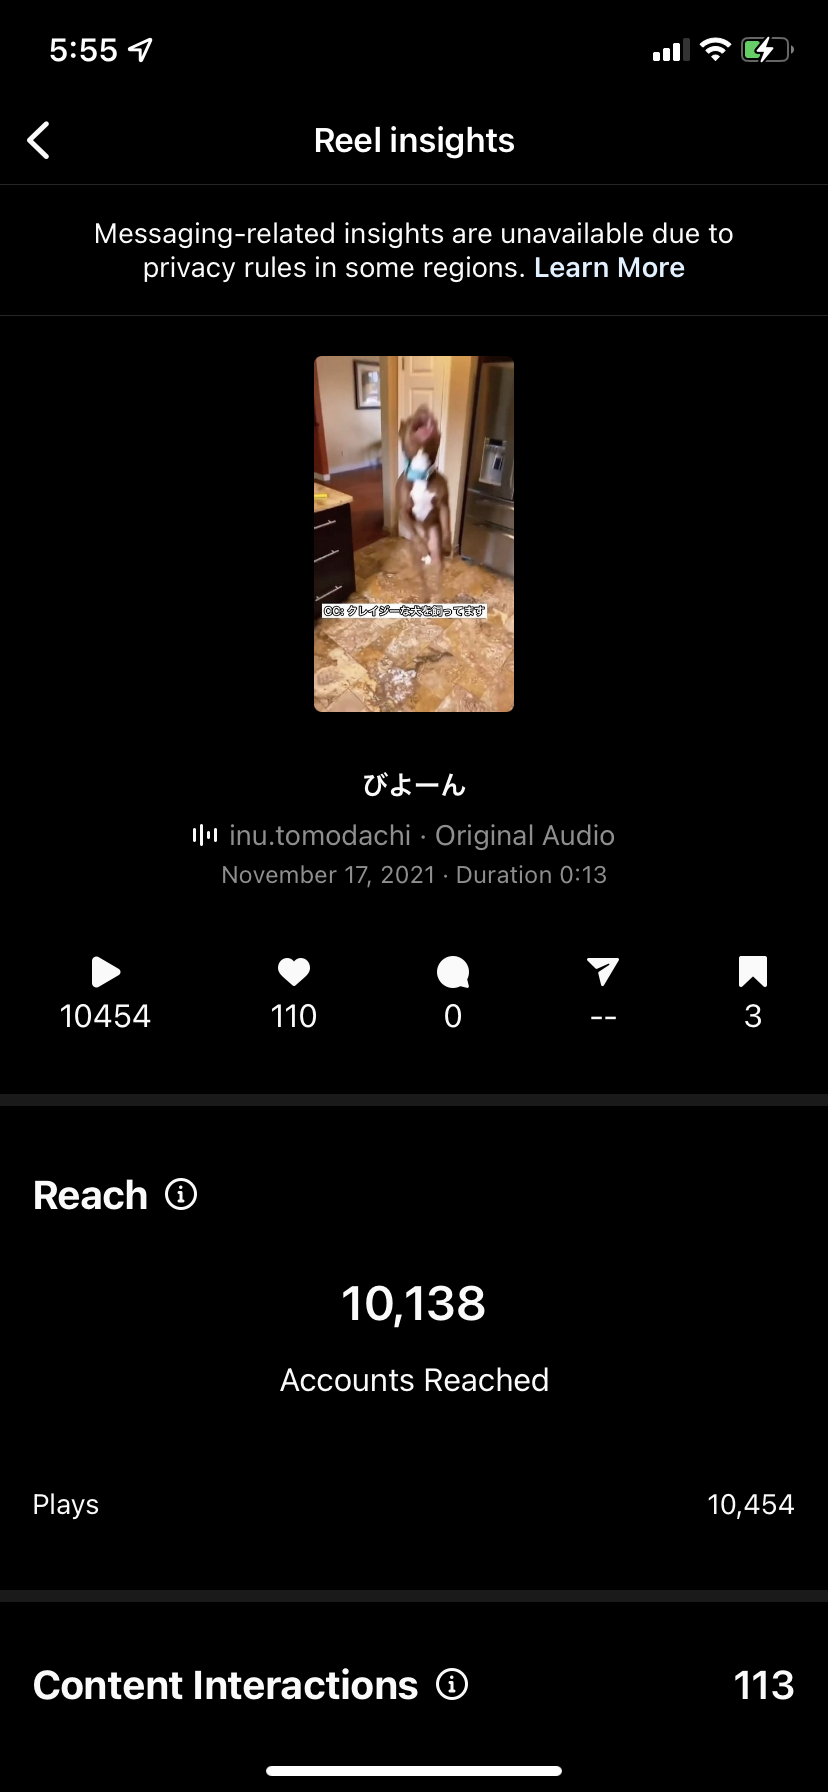 5:55
Reel insights
Messaging-related insights are unavailable due to
privacy rules in some regions. Learn More
CC: クレイジーな犬を飼ってます
びよーん
inu.tomodachi · Original Audio
November 17, 2021 · Duration 0:13
10454 110 0 -- 3
Reach
10,138
Accounts Reached
Plays 10,454
Content Interactions 113